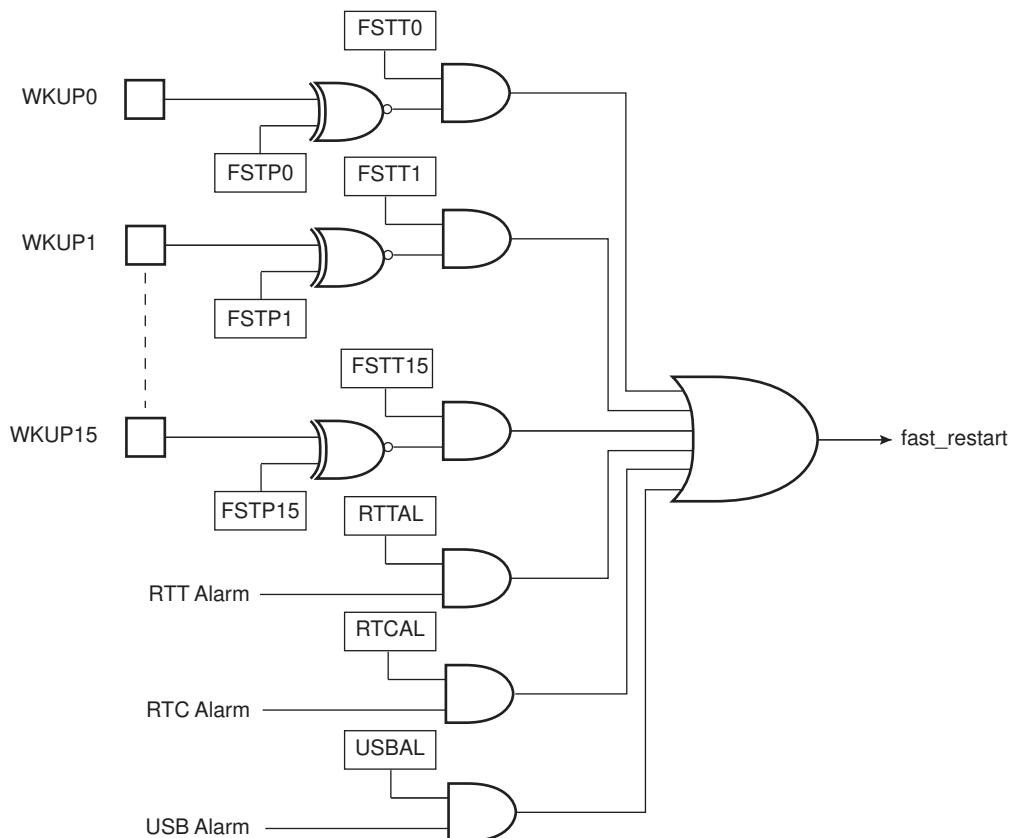 FSTT0
WKUP0
FSTP0
FSTT1
WKUP1
FSTP1
FSTT15
WKUP15
fast_restart
FSTP15
RTTAL
RTT Alarm
RTCAL
RTC Alarm
USBAL
USB Alarm